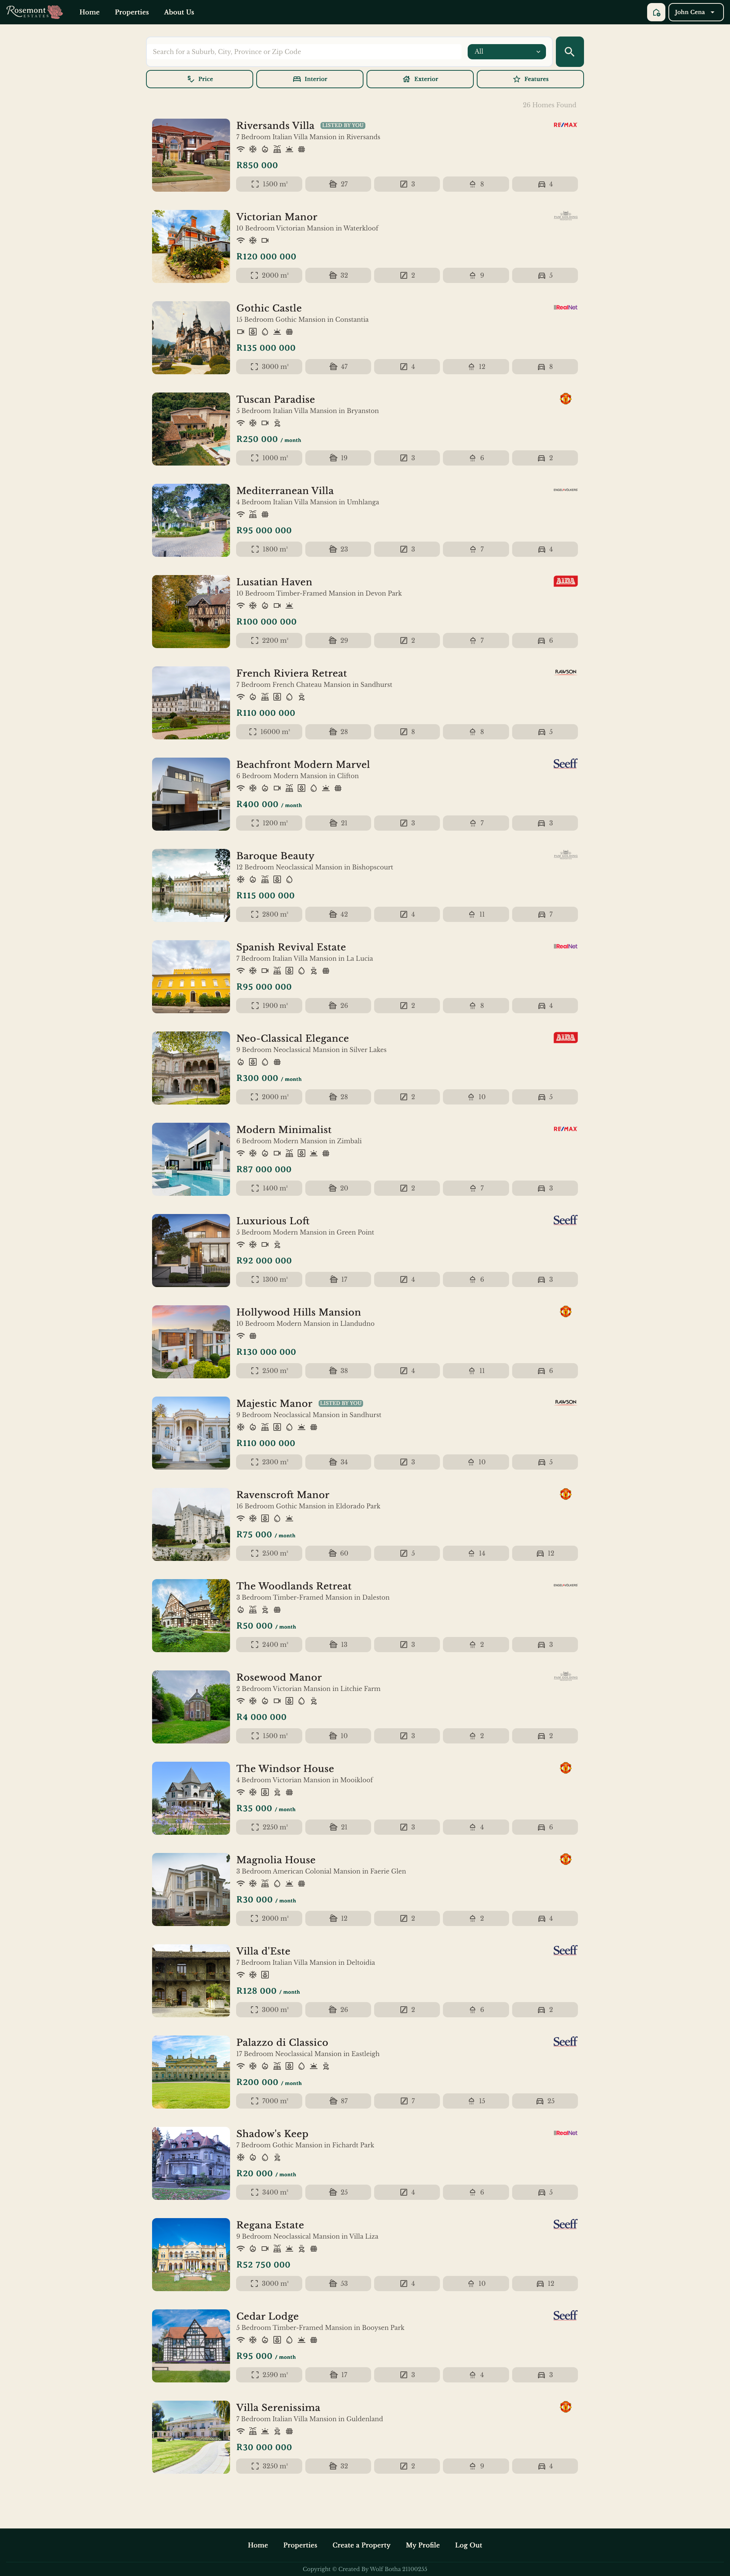 Rosemont
ESTATES
Home
Properties
About Us
John Cena
Search for a Suburb, City, Province or Zip Code
All
Price
Interior
Exterior
Features
26 Homes Found
Riversands Villa LISTED BY YOU
RE/MAX
7 Bedroom Italian Villa Mansion in Riversands
R850 000
1500 m² 27 3 8 4
Victorian Manor
10 Bedroom Victorian Mansion in Waterkloof
R120 000 000
2000 m² 32 2 9 5
Gothic Castle
RealNet
15 Bedroom Gothic Mansion in Constantia
R135 000 000
3000 m² 47 4 12 8
Tuscan Paradise
5 Bedroom Italian Villa Mansion in Bryanston
R250 000 / month
1000 m² 19 3 6 2
Mediterranean Villa
4 Bedroom Italian Villa Mansion in Umhlanga
R95 000 000
1800 m² 23 3 7 4
Lusatian Haven
AIDA
10 Bedroom Timber-Framed Mansion in Devon Park
R100 000 000
2200 m² 29 2 7 6
French Riviera Retreat
RAWSON
7 Bedroom French Chateau Mansion in Sandhurst
R110 000 000
16000 m² 28 8 8 5
Beachfront Modern Marvel
Seeff
6 Bedroom Modern Mansion in Clifton
R400 000 / month
1200 m² 21 3 7 3
Baroque Beauty
12 Bedroom Neoclassical Mansion in Bishopscourt
R115 000 000
2800 m² 42 4 11 7
Spanish Revival Estate
RealNet
7 Bedroom Italian Villa Mansion in La Lucia
R95 000 000
1900 m² 26 2 8 4
Neo-Classical Elegance
AIDA
9 Bedroom Neoclassical Mansion in Silver Lakes
R300 000 / month
2000 m² 28 2 10 5
Modern Minimalist
RE/MAX
6 Bedroom Modern Mansion in Zimbali
R87 000 000
1400 m² 20 2 7 3
Luxurious Loft
Seeff
5 Bedroom Modern Mansion in Green Point
R92 000 000
1300 m² 17 4 6 3
Hollywood Hills Mansion
10 Bedroom Modern Mansion in Llandudno
R130 000 000
2500 m² 38 4 11 6
Majestic Manor LISTED BY YOU
RAWSON
9 Bedroom Neoclassical Mansion in Sandhurst
R110 000 000
2300 m² 34 3 10 5
Ravenscroft Manor
16 Bedroom Gothic Mansion in Eldorado Park
R75 000 / month
2500 m² 60 5 14 12
The Woodlands Retreat
3 Bedroom Timber-Framed Mansion in Daleston
R50 000 / month
2400 m² 13 3 2 3
Rosewood Manor
2 Bedroom Victorian Mansion in Litchie Farm
R4 000 000
1500 m² 10 3 2 2
The Windsor House
4 Bedroom Victorian Mansion in Mooikloof
R35 000 / month
2250 m² 21 3 4 6
Magnolia House
3 Bedroom American Colonial Mansion in Faerie Glen
R30 000 / month
2000 m² 12 2 2 4
Villa d'Este
Seeff
7 Bedroom Italian Villa Mansion in Deltoidia
R128 000 / month
3000 m² 26 2 6 2
Palazzo di Classico
Seeff
17 Bedroom Neoclassical Mansion in Eastleigh
R200 000 / month
7000 m² 87 7 15 25
Shadow's Keep
RealNet
7 Bedroom Gothic Mansion in Fichardt Park
R20 000 / month
3400 m² 25 4 6 5
Regana Estate
Seeff
9 Bedroom Neoclassical Mansion in Villa Liza
R52 750 000
3000 m² 53 4 10 12
Cedar Lodge
Seeff
5 Bedroom Timber-Framed Mansion in Booysen Park
R95 000 / month
2590 m² 17 3 4 3
Villa Serenissima
7 Bedroom Italian Villa Mansion in Guldenland
R30 000 000
3250 m² 32 2 9 4
Home
Properties
Create a Property
My Profile
Log Out
Copyright © Created By Wolf Botha 21100255